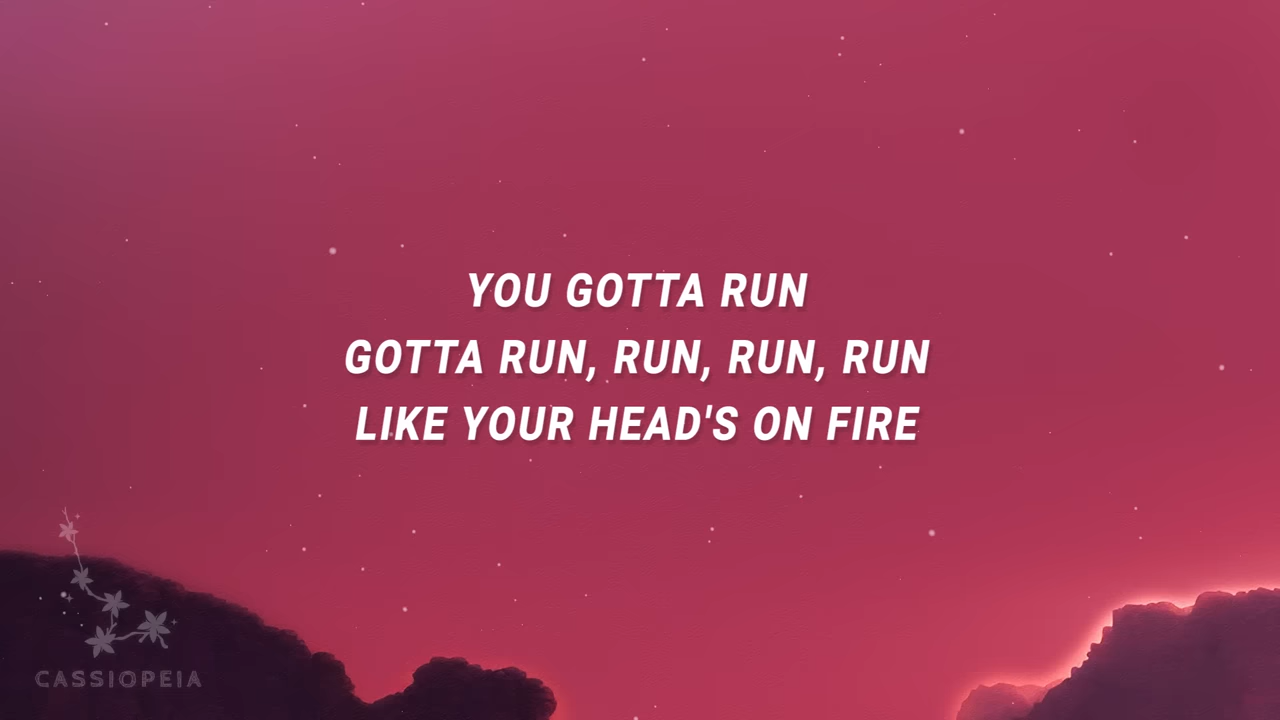 YOU GOTTA RUN
GOTTA RUN, RUN, RUN, RUN
LIKE YOUR HEAD'S ON FIRE
CASSIOPEIA